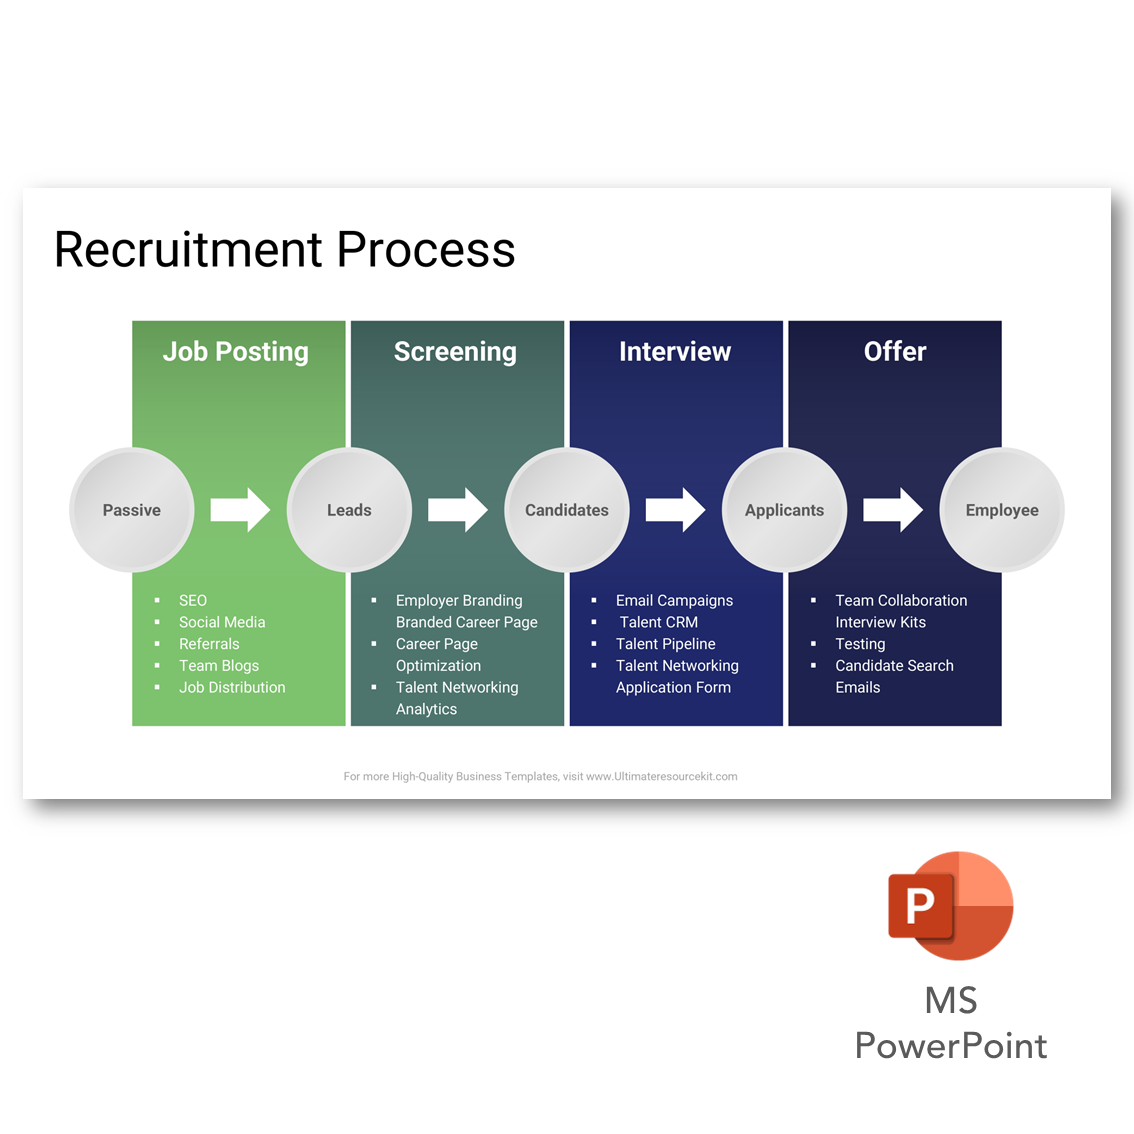 Recruitment Process
Job Posting
Screening
Interview
Offer
Passive
Leads
Candidates
Applicants
Employee
▪ SEO
▪ Social Media
▪ Referrals
▪ Team Blogs
▪ Job Distribution
▪ Employer Branding
Branded Career Page
▪ Career Page
Optimization
▪ Talent Networking
Analytics
▪ Email Campaigns
▪ Talent CRM
▪ Talent Pipeline
▪ Talent Networking
Application Form
▪ Team Collaboration
Interview Kits
▪ Testing
▪ Candidate Search
Emails
For more High-Quality Business Templates, visit www.Ultimateresourcekit.com
P
MS
PowerPoint